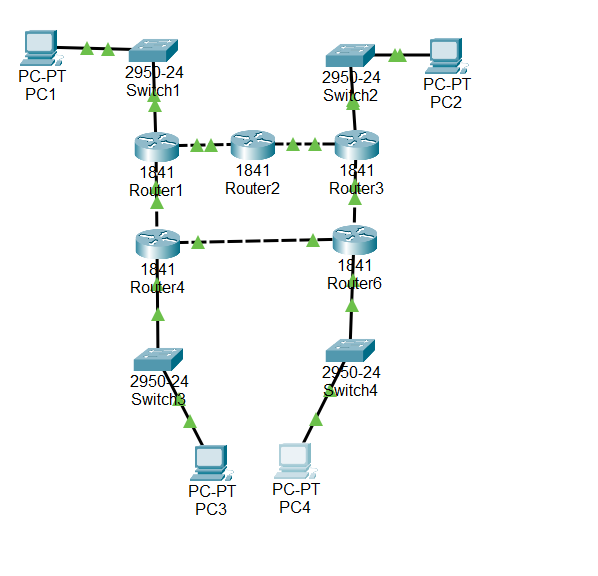 PC-PT
PC1
2950-24
Switch1
2950-24
Switch2
PC-PT
PC2
1841
Router1
1841
Router2
1841
Router3
1841
Router4
1841
Router6
2950-24
Switch3
2950-24
Switch4
PC-PT
PC3
PC-PT
PC4